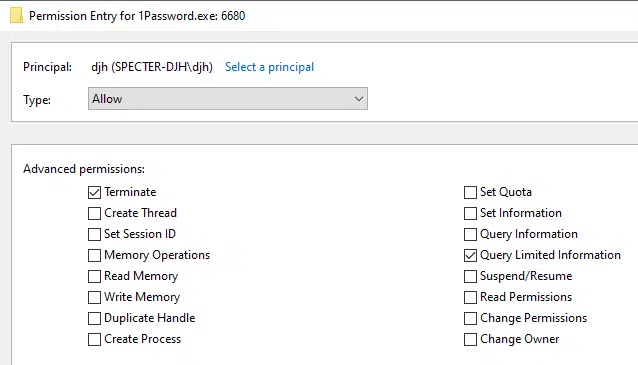 Permission Entry for 1Password.exe: 6680
Principal: djh (SPECTER-DJH\djh) Select a principal
Type: Allow
Advanced permissions:
Terminate
Create Thread
Set Session ID
Memory Operations
Read Memory
Write Memory
Duplicate Handle
Create Process
Set Quota
Set Information
Query Information
Query Limited Information
Suspend/Resume
Read Permissions
Change Permissions
Change Owner